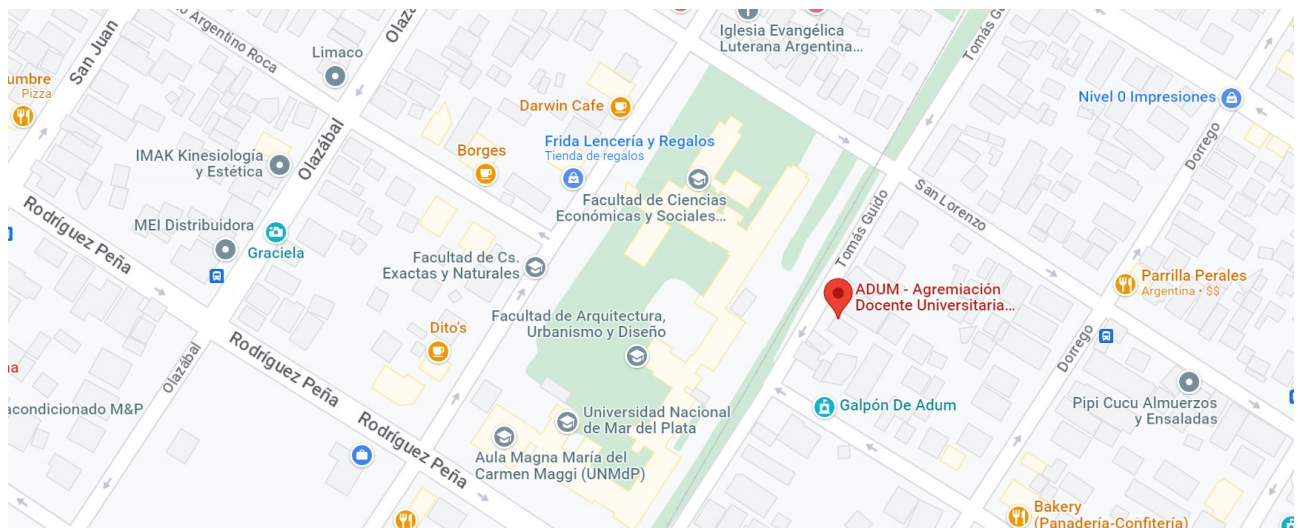 San Juan
o Argentino Roca
Olazábal
Limaco
umbre
Pizza
Iglesia Evangélica
Luterana Argentina...
Tomás Guido
Nivel 0 Impresiones
Darwin Cafe
Frida Lencería y Regalos
Tienda de regalos
Borges
IMAK Kinesiología
y Estética
Dorrego
Facultad de Ciencias
Económicas y Sociales...
San Lorenzo
Rodríguez Peña
MEI Distribuidora
Graciela
Tomás Guido
Facultad de Cs.
Exactas y Naturales
Parrilla Perales
Argentina • $$
ADUM - Agremiación
Docente Universitaria...
Facultad de Arquitectura,
Urbanismo y Diseño
Dito's
Rodríguez Peña
Olazábal
Dorrego
a
acondicionado M&P
Galpón De Adum
Pipi Cucu Almuerzos
y Ensaladas
Universidad Nacional
de Mar del Plata
Rodríguez Peña
Aula Magna María del
Carmen Maggi (UNMdP)
Bakery
(Panadería-Confitería)